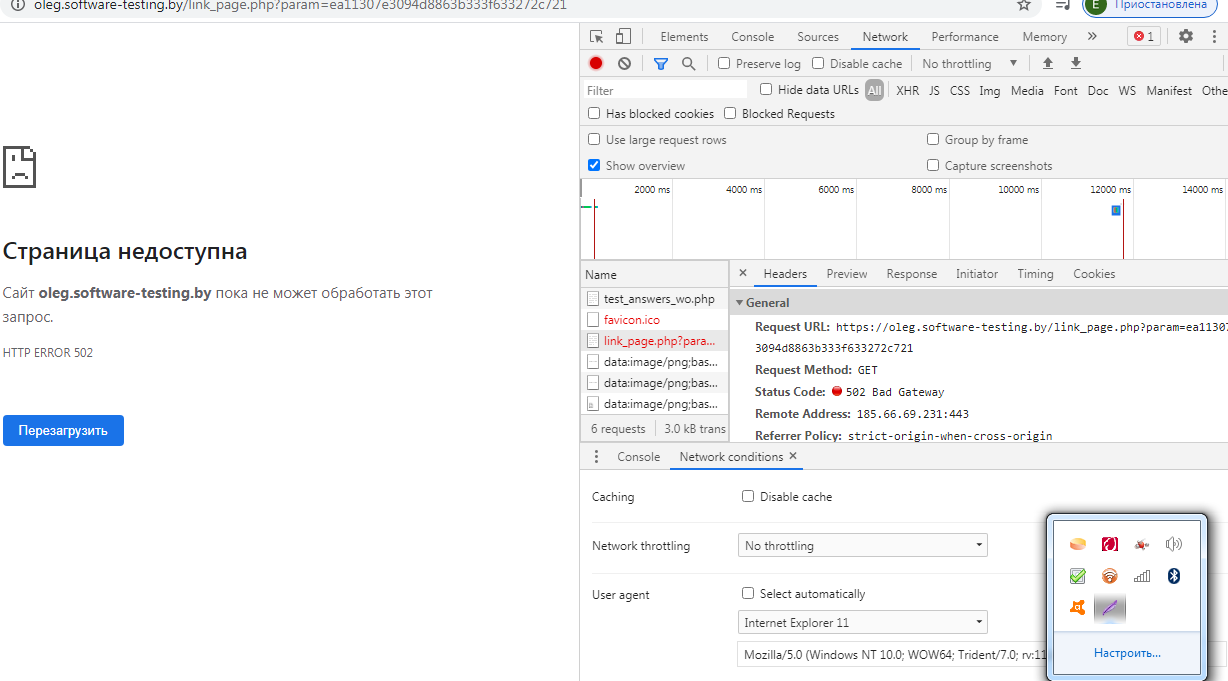 oleg.software-testing.by/link_page.php?param=ea11307e3094d8863b333f633272c721
E Приостановлена
Elements Console Sources Network Performance Memory » 1
Preserve log Disable cache No throttling
Filter Hide data URLs All XHR JS CSS Img Media Font Doc WS Manifest Othe
Has blocked cookies Blocked Requests
Use large request rows Group by frame
Show overview Capture screenshots
2000 ms 4000 ms 6000 ms 8000 ms 10000 ms 12000 ms 14000 ms
Страница недоступна
Сайт oleg.software-testing.by пока не может обработать этот
запрос.
HTTP ERROR 502
Перезагрузить
Name
test_answers_wo.php
favicon.ico
link_page.php?para...
data:image/png;bas...
data:image/png;bas...
data:image/png;bas...
6 requests 3.0 kB trans
× Headers Preview Response Initiator Timing Cookies
General
Request URL: https://oleg.software-testing.by/link_page.php?param=ea11307
3094d8863b333f633272c721
Request Method: GET
Status Code: 502 Bad Gateway
Remote Address: 185.66.69.231:443
Referrer Policy: strict-origin-when-cross-origin
Console Network conditions ×
Caching Disable cache
Network throttling No throttling
User agent Select automatically
Internet Explorer 11
Mozilla/5.0 (Windows NT 10.0; WOW64; Trident/7.0; rv:11
Настроить...